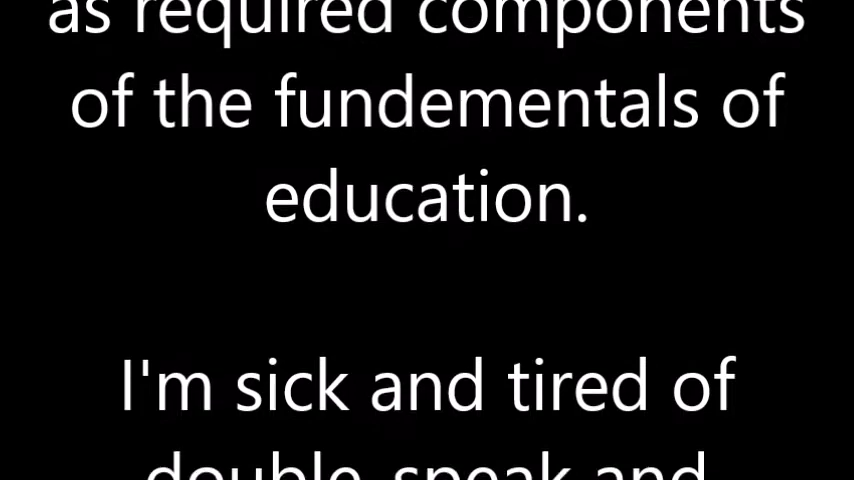 as required components
of the fundementals of
education.
I'm sick and tired of
double-speak and